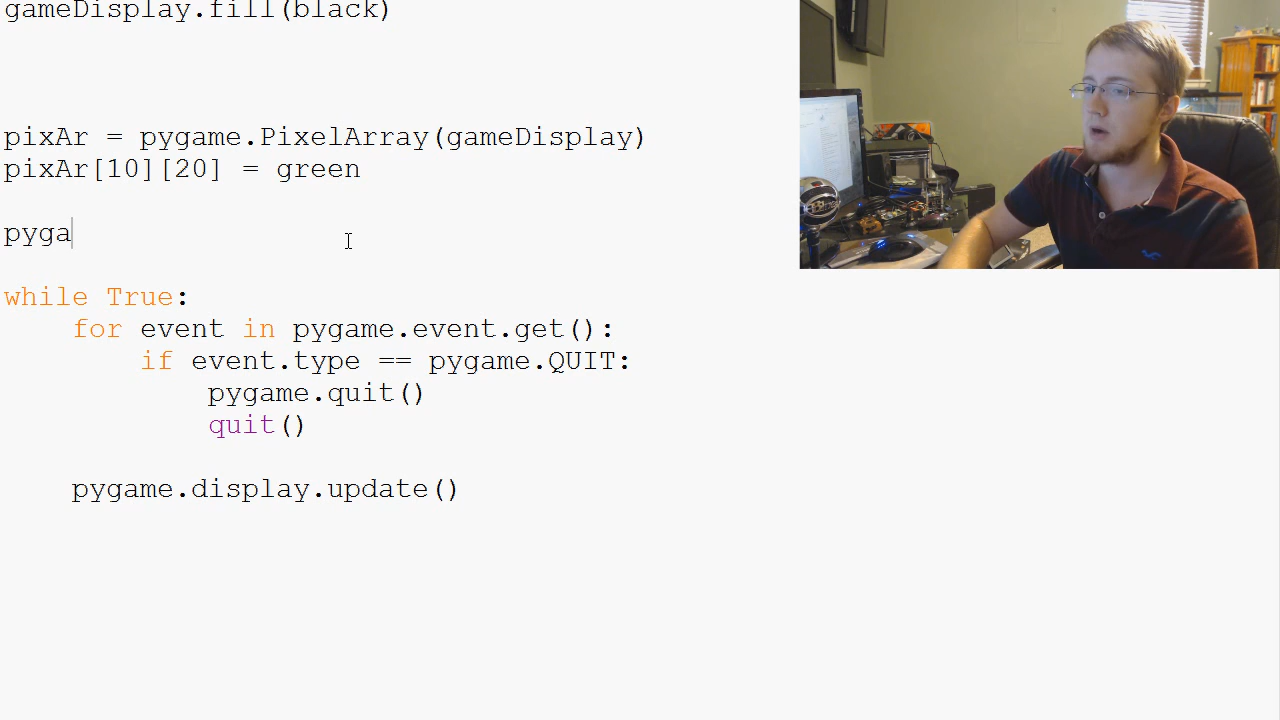 gameDisplay.fill(black)
pixAr = pygame.PixelArray(gameDisplay)
pixAr[10][20] = green
pyga
while True:
for event in pygame.event.get():
if event.type == pygame.QUIT:
pygame.quit()
quit()
pygame.display.update()